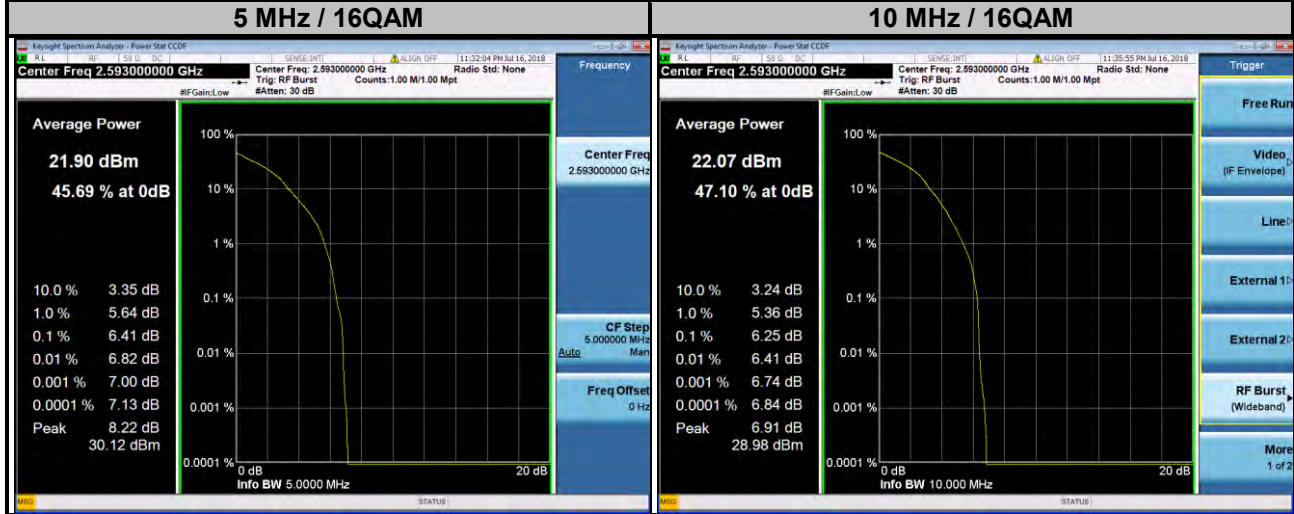 5 MHz / 16QAM
Keysight Spectrum Analyzer - Power Stat CCDF
RL RF 50 Ω DC SENSE:INT ALIGN OFF 11:32:04 PM Jul 16, 2018
Center Freq 2.593000000 GHz
Center Freq: 2.593000000 GHz Radio Std: None
Trig: RF Burst Counts:1.00 M/1.00 Mpt
#IFGain:Low #Atten: 30 dB
Frequency
Average Power
21.90 dBm
45.69 % at 0dB
10.0 % 3.35 dB
1.0 % 5.64 dB
0.1 % 6.41 dB
0.01 % 6.82 dB
0.001 % 7.00 dB
0.0001 % 7.13 dB
Peak 8.22 dB
30.12 dBm
100 %
10 %
1 %
0.1 %
0.01 %
0.001 %
0.0001 %
0 dB 20 dB
Info BW 5.0000 MHz
Center Freq
2.593000000 GHz
CF Step
5.000000 MHz
Auto Man
Freq Offset
0 Hz
MSG STATUS
10 MHz / 16QAM
Keysight Spectrum Analyzer - Power Stat CCDF
RL RF 50 Ω DC SENSE:INT ALIGN OFF 11:35:55 PM Jul 16, 2018
Center Freq 2.593000000 GHz
Center Freq: 2.593000000 GHz Radio Std: None
Trig: RF Burst Counts:1.00 M/1.00 Mpt
#IFGain:Low #Atten: 30 dB
Trigger
Average Power
22.07 dBm
47.10 % at 0dB
10.0 % 3.24 dB
1.0 % 5.36 dB
0.1 % 6.25 dB
0.01 % 6.41 dB
0.001 % 6.74 dB
0.0001 % 6.84 dB
Peak 6.91 dB
28.98 dBm
100 %
10 %
1 %
0.1 %
0.01 %
0.001 %
0.0001 %
0 dB 20 dB
Info BW 10.000 MHz
Free Run
Video
(IF Envelope)
Line
External 1
External 2
RF Burst
(Wideband)
More
1 of 2
MSG STATUS